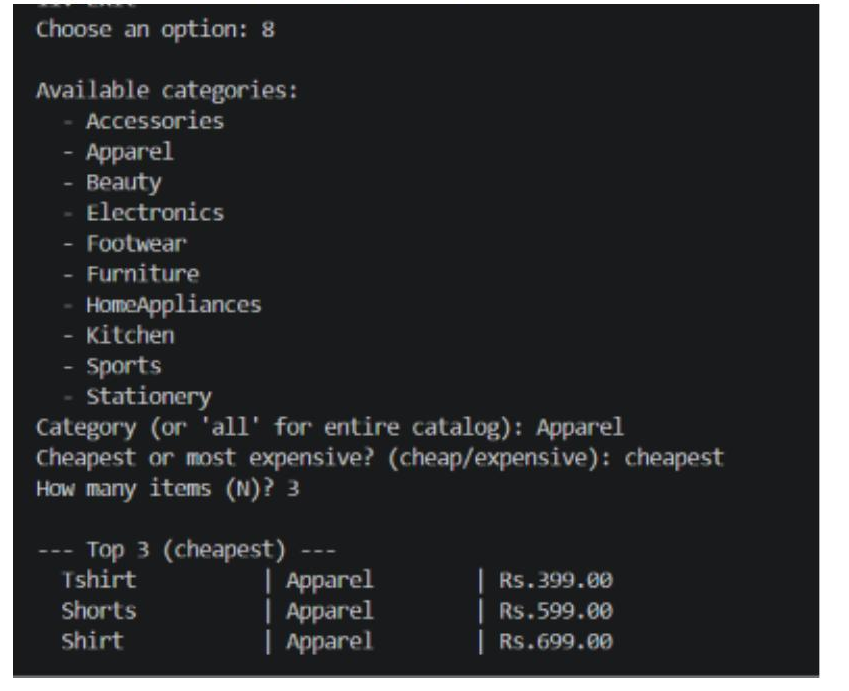 Choose an option: 8
Available categories:
- Accessories
- Apparel
- Beauty
- Electronics
- Footwear
- Furniture
- HomeAppliances
- Kitchen
- Sports
- Stationery
Category (or 'all' for entire catalog): Apparel
Cheapest or most expensive? (cheap/expensive): cheapest
How many items (N)? 3
--- Top 3 (cheapest) ---
Tshirt | Apparel | Rs.399.00
Shorts | Apparel | Rs.599.00
Shirt | Apparel | Rs.699.00